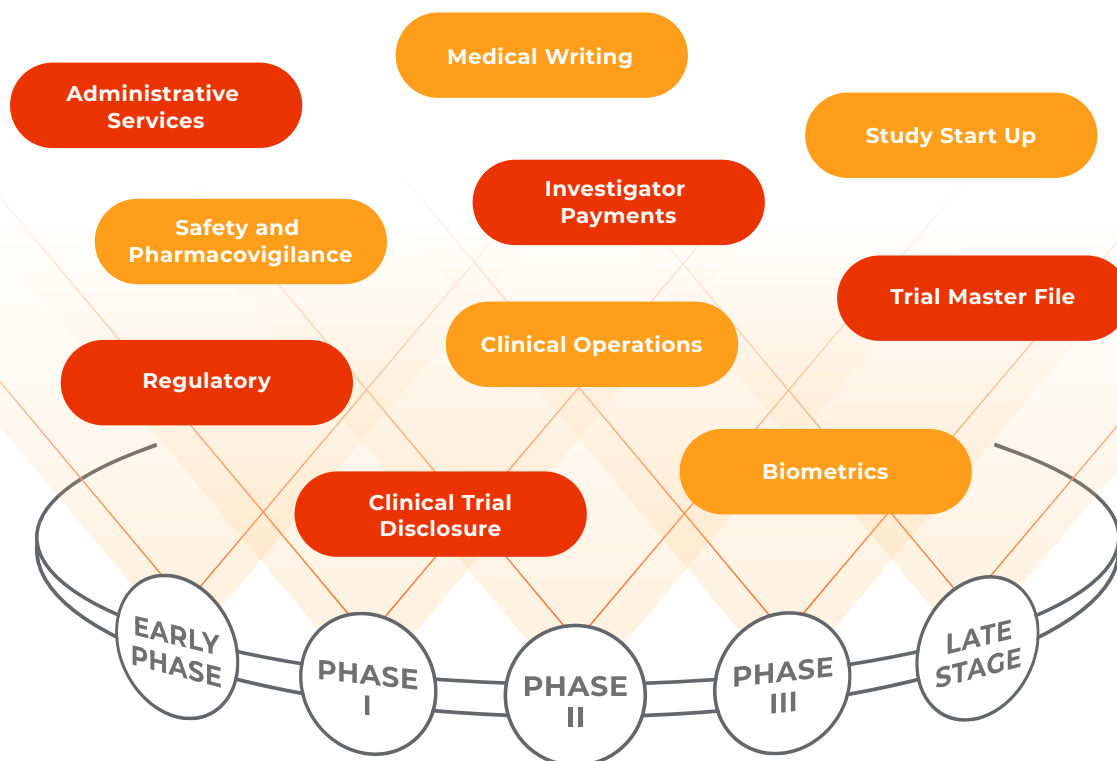 Medical Writing
Administrative
Services
Study Start Up
Investigator
Payments
Safety and
Pharmacovigilance
Trial Master File
Clinical Operations
Regulatory
Biometrics
Clinical Trial
Disclosure
EARLY
PHASE
PHASE
I
PHASE
II
PHASE
III
LATE
STAGE